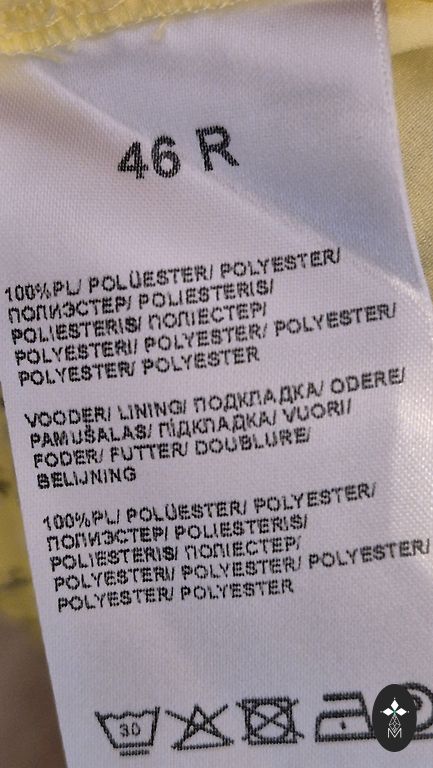 46 R
100%PL/ POLÜESTER/ POLYESTER/
ПОЛИЭСТЕР/ POLIESTERIS/
POLIESTERIS/ ПОЛІЕСТЕР/
POLYESTERI/ POLYESTER/ POLYESTER/
POLYESTER/ POLYESTER
VOODER/ LINING/ ПОДКЛАДКА/ ODERE/
PAMUŠALAS/ ПІДКЛАДКА/ VUORI/
FODER/ FUTTER/ DOUBLURE/
BELIJNING
100%PL/ POLÜESTER/ POLYESTER/
ПОЛИЭСТЕР/ POLIESTERIS/
POLIESTERIS/ ПОЛІЕСТЕР/
POLYESTERI/ POLYESTER/ POLYESTER/
POLYESTER/ POLYESTER
30
M